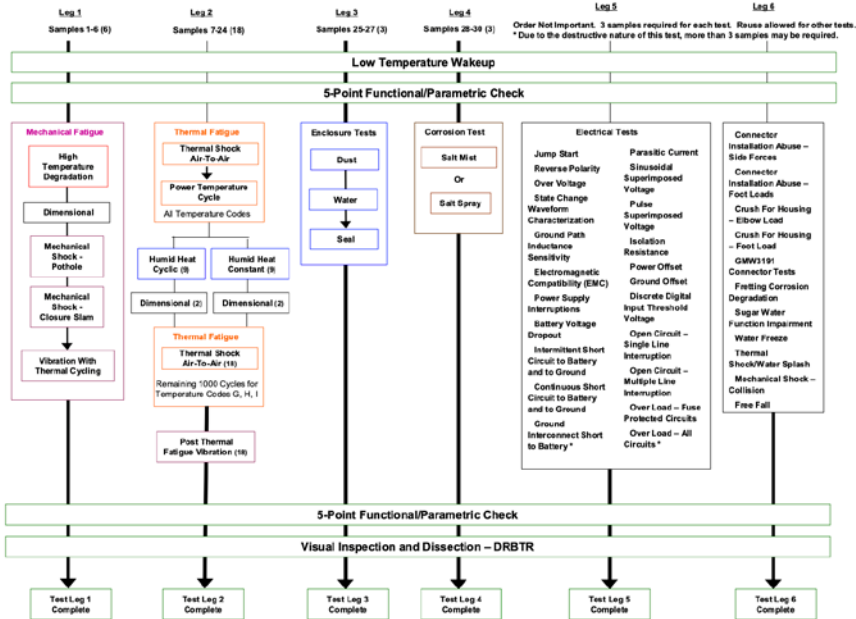 Leg 1
Samples 1-6 (6)
Leg 2
Samples 7-24 (18)
Leg 3
Samples 25-27 (3)
Leg 4
Samples 28-30 (3)
Leg 5
Leg 6
Order Not Important. 3 samples required for each test. Reuse allowed for other tests.
* Due to the destructive nature of this test, more than 3 samples may be required.
Low Temperature Wakeup
5-Point Functional/Parametric Check
Mechanical Fatigue
High
Temperature
Degradation
Dimensional
Mechanical
Shock -
Pothole
Mechanical
Shock -
Closure Slam
Vibration With
Thermal Cycling
Thermal Fatigue
Thermal Shock
Air-To-Air
Power Temperature
Cycle
All Temperature Codes
Humid Heat
Cyclic (9)
Humid Heat
Constant (9)
Dimensional (2)
Dimensional (2)
Thermal Fatigue
Thermal Shock
Air-To-Air (18)
Remaining 1000 Cycles for
Temperature Codes G, H, I
Post Thermal
Fatigue Vibration (18)
Enclosure Tests
Dust
Water
Seal
Corrosion Test
Salt Mist
Or
Salt Spray
Electrical Tests
Jump Start
Reverse Polarity
Over Voltage
State Change
Waveform
Characterization
Ground Path
Inductance
Sensitivity
Electromagnetic
Compatibility (EMC)
Power Supply
Interruptions
Battery Voltage
Dropout
Intermittent Short
Circuit to Battery
and to Ground
Continuous Short
Circuit to Battery
and to Ground
Ground
Interconnect Short
to Battery *
Parasitic Current
Sinusoidal
Superimposed
Voltage
Pulse
Superimposed
Voltage
Isolation
Resistance
Power Offset
Ground Offset
Discrete Digital
Input Threshold
Voltage
Open Circuit –
Single Line
Interruption
Open Circuit –
Multiple Line
Interruption
Over Load – Fuse
Protected Circuits
Over Load – All
Circuits *
Connector
Installation Abuse –
Side Forces
Connector
Installation Abuse –
Foot Loads
Crush For Housing
– Elbow Load
Crush For Housing
– Foot Load
GMW3191
Connector Tests
Fretting Corrosion
Degradation
Sugar Water
Function Impairment
Water Freeze
Thermal
Shock/Water Splash
Mechanical Shock –
Collision
Free Fall
5-Point Functional/Parametric Check
Visual Inspection and Dissection – DRBTR
Test Leg 1
Complete
Test Leg 2
Complete
Test Leg 3
Complete
Test Leg 4
Complete
Test Leg 5
Complete
Test Leg 6
Complete